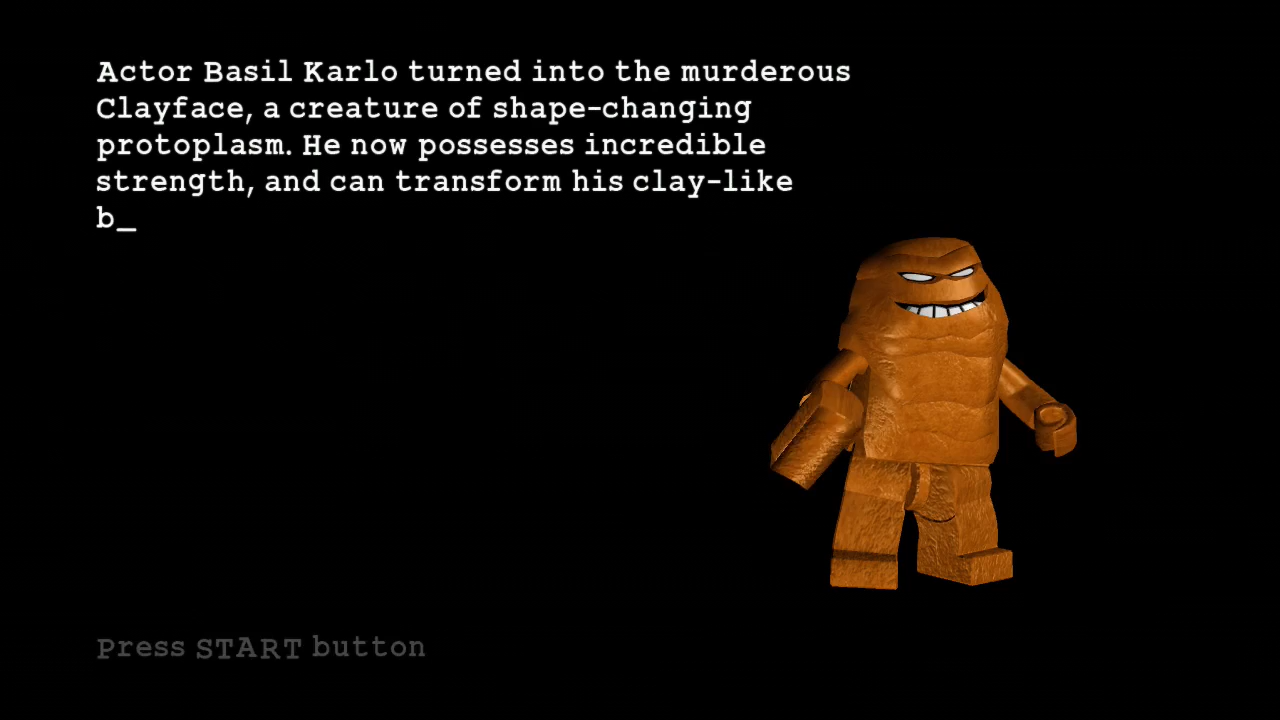 Actor Basil Karlo turned into the murderous
Clayface, a creature of shape-changing
protoplasm. He now possesses incredible
strength, and can transform his clay-like
b_
Press START button